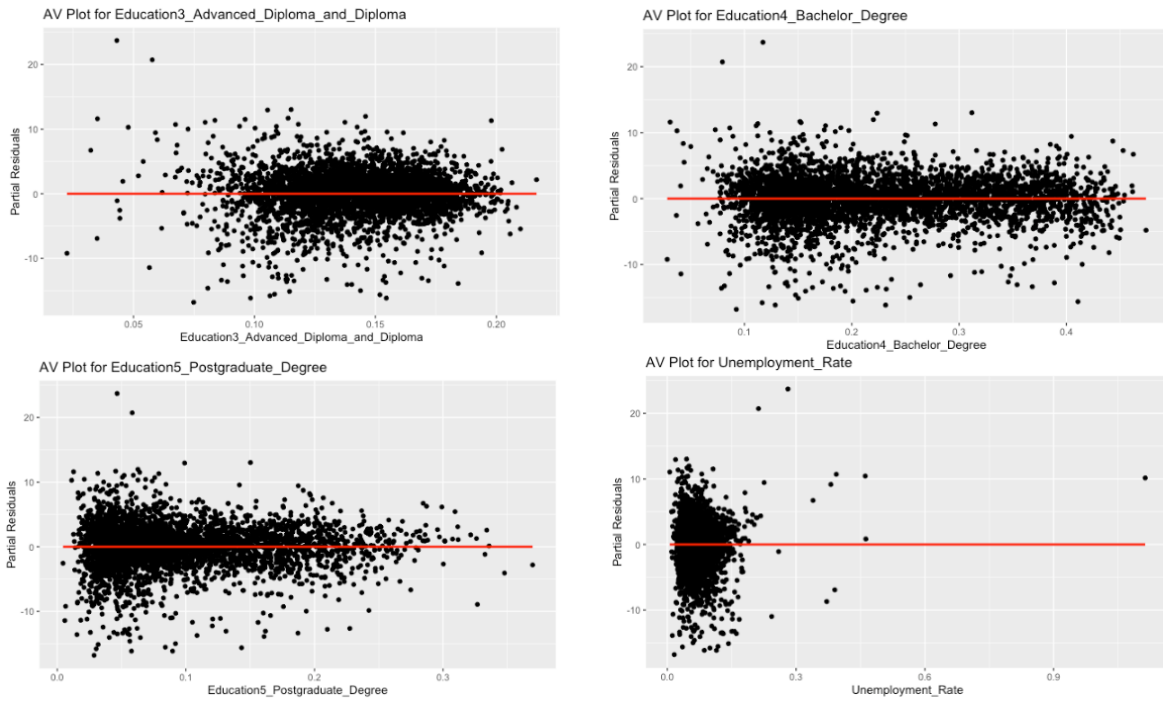 AV Plot for Education3_Advanced_Diploma_and_Diploma
Partial Residuals
20
10
0
-10
0.05 0.10 0.15 0.20
Education3_Advanced_Diploma_and_Diploma
AV Plot for Education4_Bachelor_Degree
Partial Residuals
20
10
0
-10
0.1 0.2 0.3 0.4
Education4_Bachelor_Degree
AV Plot for Education5_Postgraduate_Degree
Partial Residuals
20
10
0
-10
0.0 0.1 0.2 0.3
Education5_Postgraduate_Degree
AV Plot for Unemployment_Rate
Partial Residuals
20
10
0
-10
0.0 0.3 0.6 0.9
Unemployment_Rate